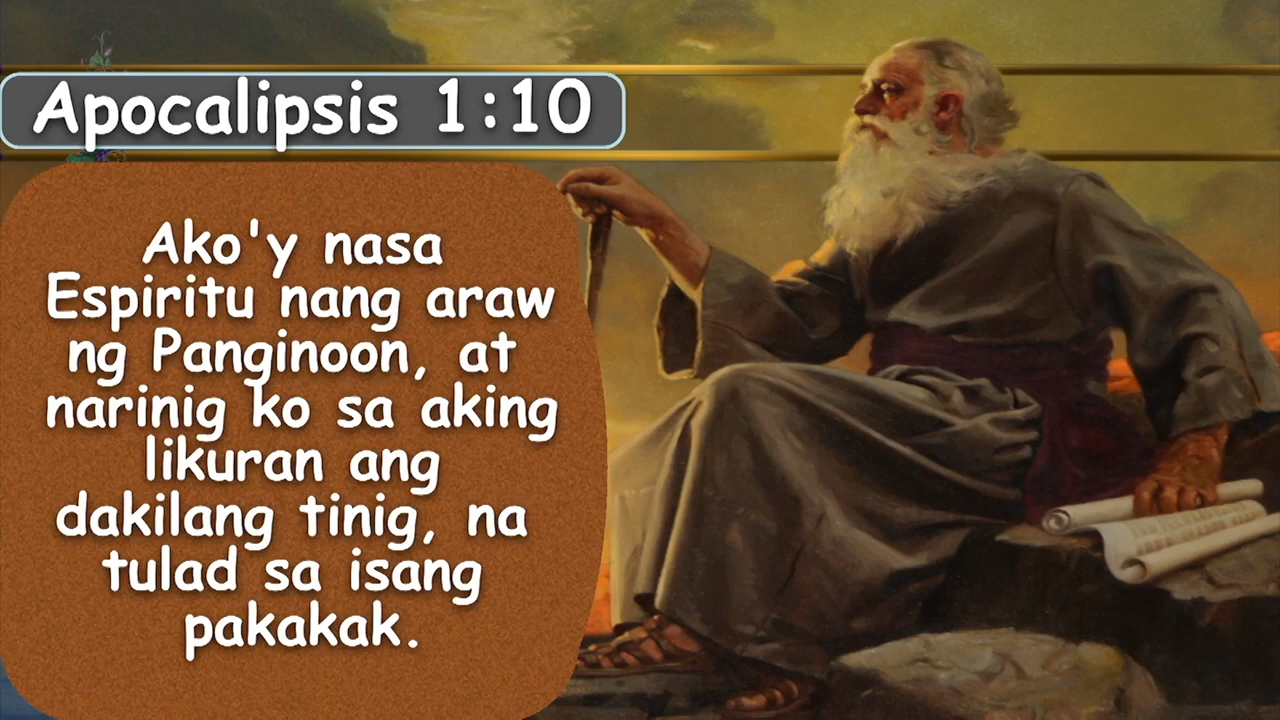 Apocalipsis 1:10
Ako'y nasa
Espiritu nang araw
ng Panginoon, at
narinig ko sa aking
likuran ang
dakilang tinig, na
tulad sa isang
pakakak.